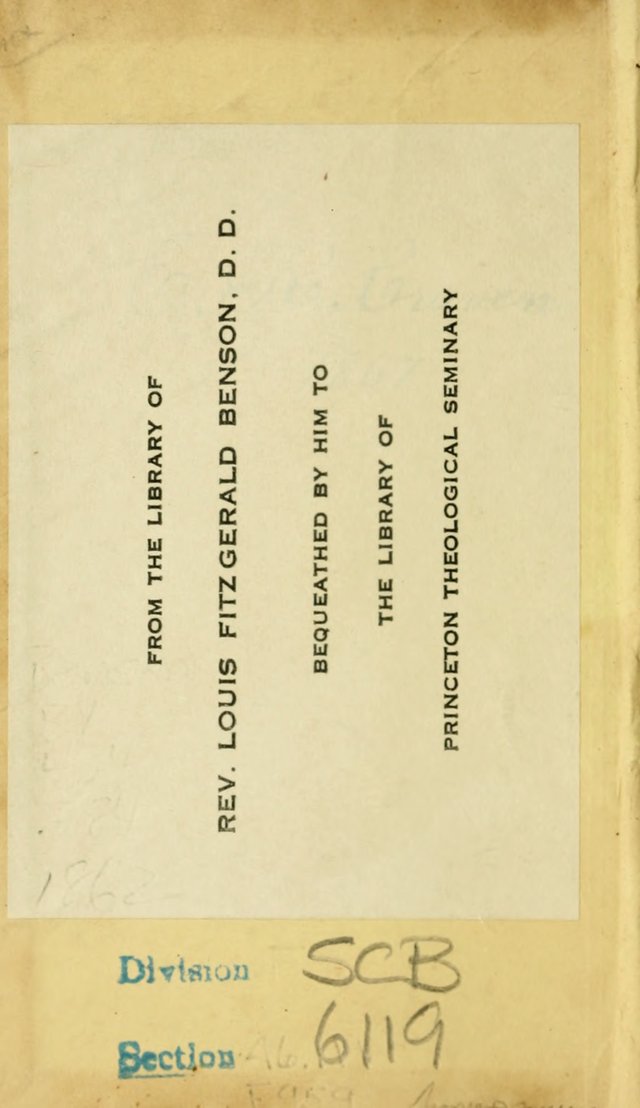 FROM THE LIBRARY OF
REV. LOUIS FITZGERALD BENSON, D. D.
BEQUEATHED BY HIM TO
THE LIBRARY OF
PRINCETON THEOLOGICAL SEMINARY
Division SCB
Section 6119